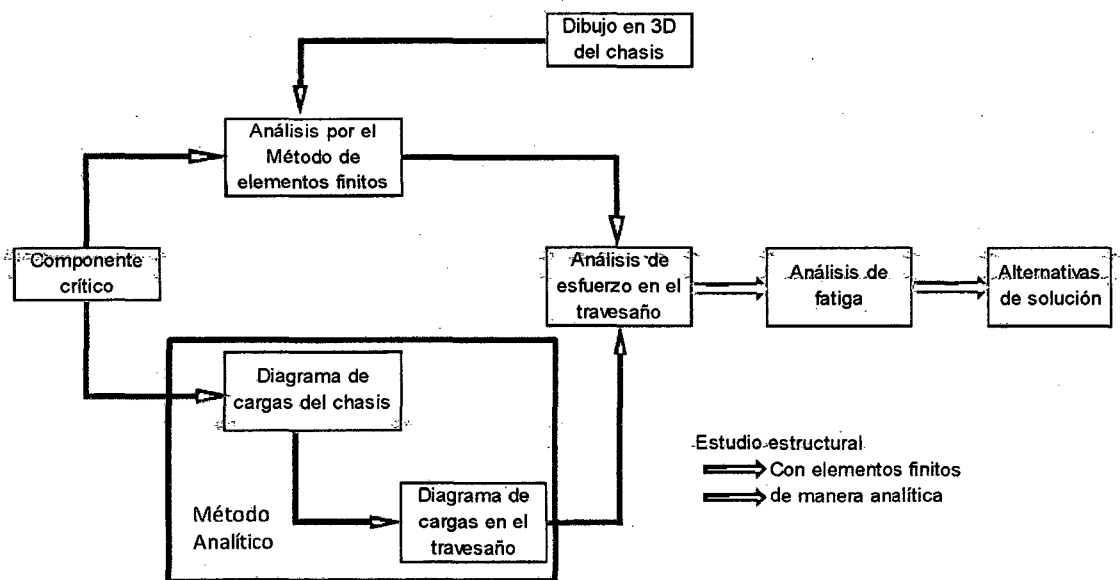 Dibujo en 3D
del chasis
Análisis por el
Método de
elementos finitos
Componente
crítico
Análisis de
esfuerzo en el
travesaño
Análisis de
fatiga
Alternativas
de solución
Diagrama de
cargas del chasis
Diagrama de
cargas en el
travesaño
Método
Analítico
Estudio estructural
Con elementos finitos
de manera analítica